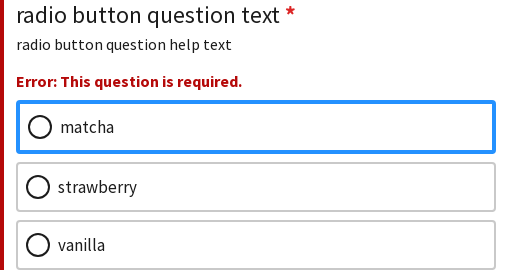 radio button question text *
radio button question help text
Error: This question is required.
matcha
strawberry
vanilla